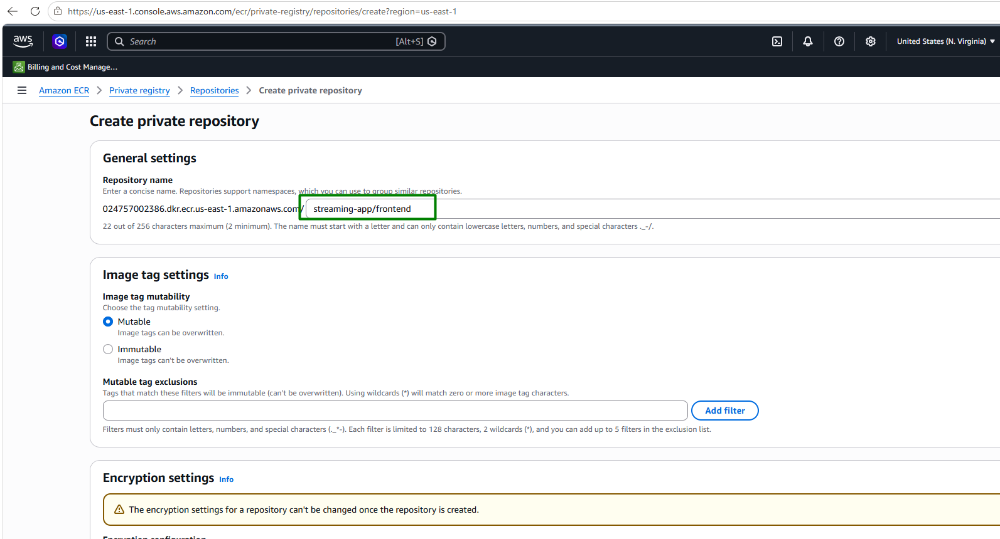 https://us-east-1.console.aws.amazon.com/ecr/private-registry/repositories/create?region=us-east-1
aws
Search
[Alt+S]
United States (N. Virginia)
Billing and Cost Manage...
Amazon ECR
Private registry
Repositories
Create private repository
Create private repository
General settings
Repository name
Enter a concise name. Repositories support namespaces, which you can use to group similar repositories.
024757002386.dkr.ecr.us-east-1.amazonaws.com/ streaming-app/frontend
22 out of 256 characters maximum (2 minimum). The name must start with a letter and can only contain lowercase letters, numbers, and special characters ._-/.
Image tag settings Info
Image tag mutability
Choose the tag mutability setting.
Mutable
Image tags can be overwritten.
Immutable
Image tags can't be overwritten.
Mutable tag exclusions
Tags that match these filters will be immutable (can't be overwritten). Using wildcards (*) will match zero or more image tag characters.
Add filter
Filters must only contain letters, numbers, and special characters (._*-). Each filter is limited to 128 characters, 2 wildcards (*), and you can add up to 5 filters in the exclusion list.
Encryption settings Info
The encryption settings for a repository can't be changed once the repository is created.
Encryption configuration